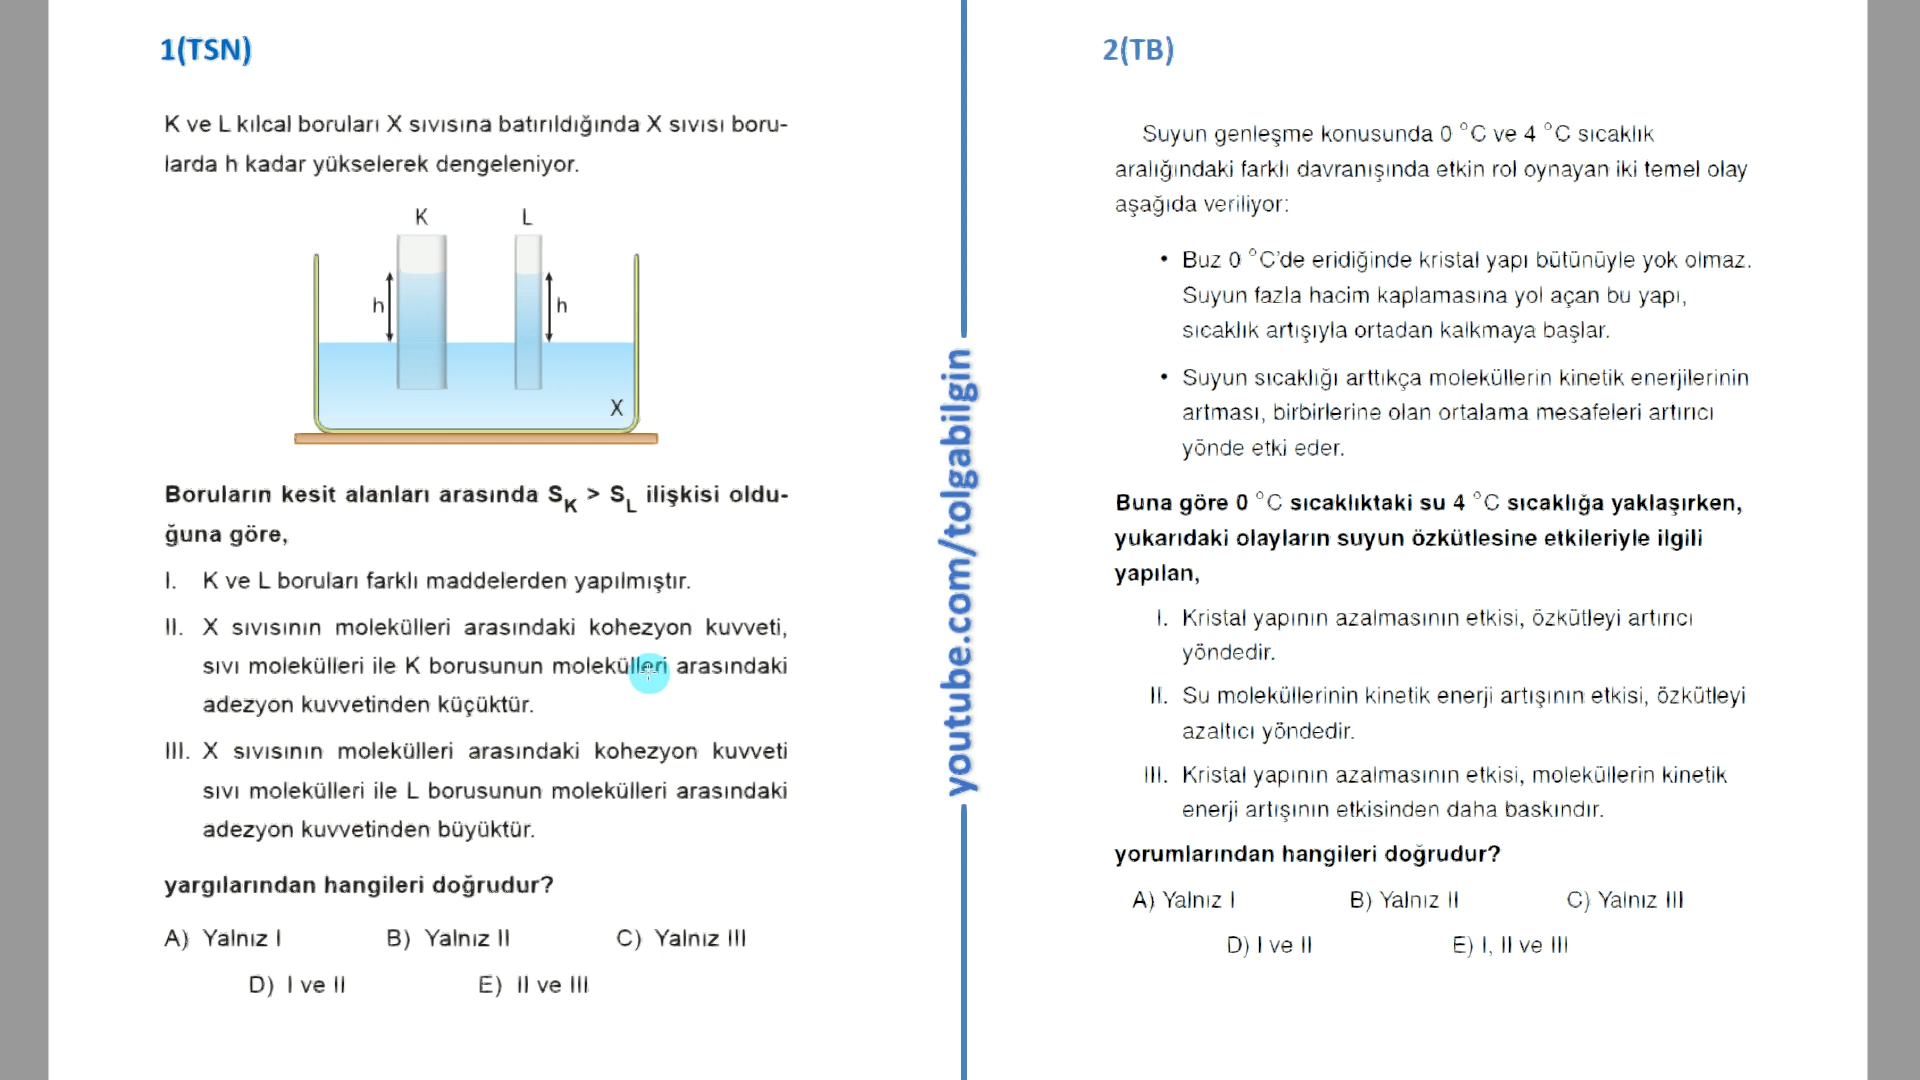 1(TSN)
K ve L kılcal boruları X sıvısına batırıldığında X sıvısı boru-
larda h kadar yükselerek dengeleniyor.
K
L
h
h
X
Boruların kesit alanları arasında S_K > S_L ilişkisi oldu-
ğuna göre,
I. K ve L boruları farklı maddelerden yapılmıştır.
II. X sıvısının molekülleri arasındaki kohezyon kuvveti,
sıvı molekülleri ile K borusunun molekülleri arasındaki
adezyon kuvvetinden küçüktür.
III. X sıvısının molekülleri arasındaki kohezyon kuvveti
sıvı molekülleri ile L borusunun molekülleri arasındaki
adezyon kuvvetinden büyüktür.
yargılarından hangileri doğrudur?
A) Yalnız I
B) Yalnız II
C) Yalnız III
D) I ve II
E) II ve III
youtube.com/tolgabilgin
2(TB)
Suyun genleşme konusunda 0 °C ve 4 °C sıcaklık
aralığındaki farklı davranışında etkin rol oynayan iki temel olay
aşağıda veriliyor:
• Buz 0 °C'de eridiğinde kristal yapı bütünüyle yok olmaz.
Suyun fazla hacim kaplamasına yol açan bu yapı,
sıcaklık artışıyla ortadan kalkmaya başlar.
• Suyun sıcaklığı arttıkça moleküllerin kinetik enerjilerinin
artması, birbirlerine olan ortalama mesafeleri artırıcı
yönde etki eder.
Buna göre 0 °C sıcaklıktaki su 4 °C sıcaklığa yaklaşırken,
yukarıdaki olayların suyun özkütlesine etkileriyle ilgili
yapılan,
I. Kristal yapının azalmasının etkisi, özkütleyi artırıcı
yöndedir.
II. Su moleküllerinin kinetik enerji artışının etkisi, özkütleyi
azaltıcı yöndedir.
III. Kristal yapının azalmasının etkisi, moleküllerin kinetik
enerji artışının etkisinden daha baskındır.
yorumlarından hangileri doğrudur?
A) Yalnız I
B) Yalnız II
C) Yalnız III
D) I ve II
E) I, II ve III